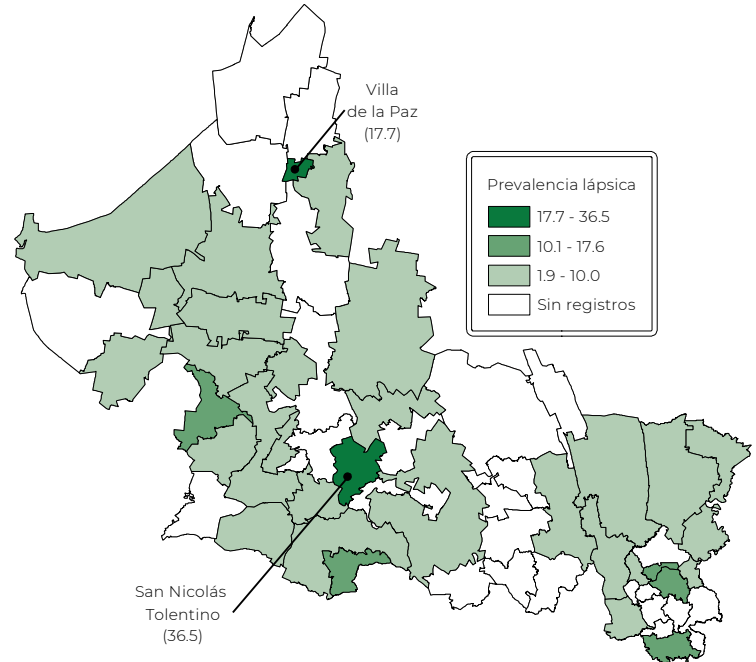 Villa
de la Paz
(17.7)
Prevalencia lápsica
17.7 - 36.5
10.1 - 17.6
1.9 - 10.0
Sin registros
San Nicolás
Tolentino
(36.5)